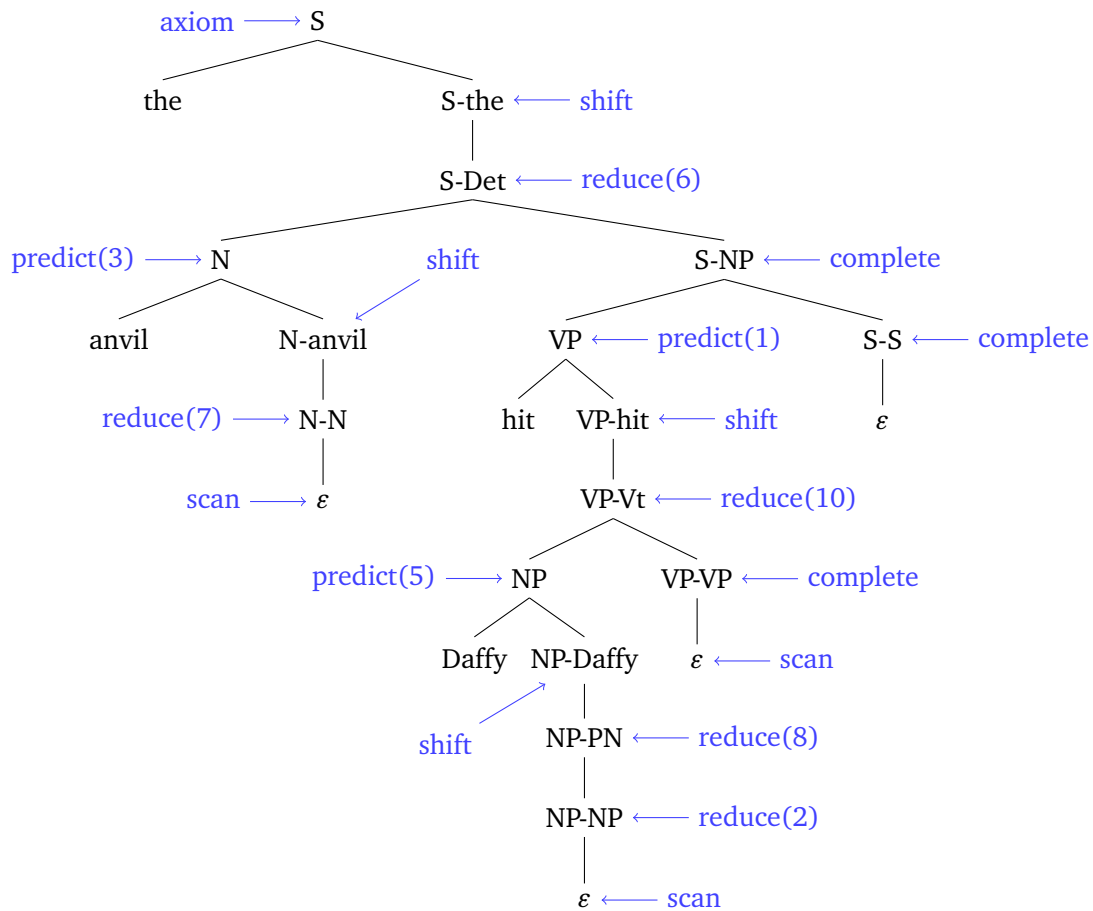 axiom S
the S-the shift
S-Det reduce(6)
predict(3) N shift S-NP complete
anvil N-anvil VP predict(1) S-S complete
reduce(7) N-N hit VP-hit shift ε
scan ε VP-Vt reduce(10)
predict(5) NP VP-VP complete
Daffy NP-Daffy ε scan
shift NP-PN reduce(8)
NP-NP reduce(2)
ε scan